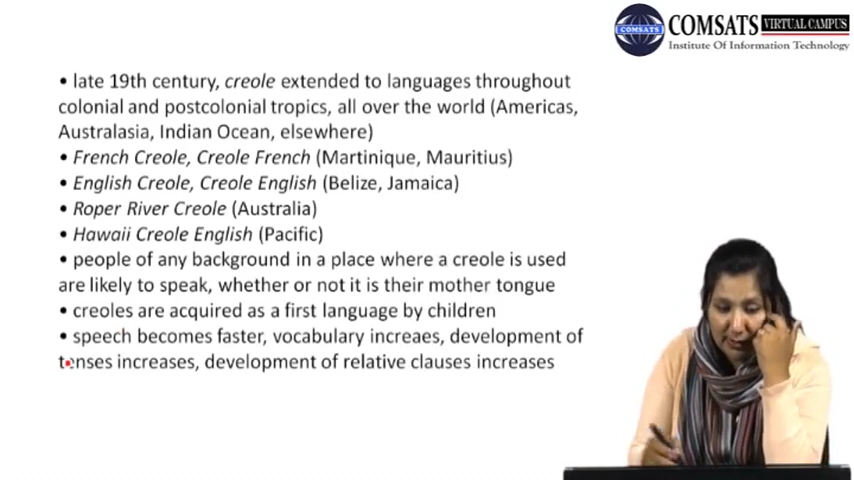 COMSATS VIRTUAL CAMPUS
COMSATS
Institute Of Information Technology
• late 19th century, creole extended to languages throughout
colonial and postcolonial tropics, all over the world (Americas,
Australasia, Indian Ocean, elsewhere)
• French Creole, Creole French (Martinique, Mauritius)
• English Creole, Creole English (Belize, Jamaica)
• Roper River Creole (Australia)
• Hawaii Creole English (Pacific)
• people of any background in a place where a creole is used
are likely to speak, whether or not it is their mother tongue
• creoles are acquired as a first language by children
• speech becomes faster, vocabulary increaes, development of
tenses increases, development of relative clauses increases